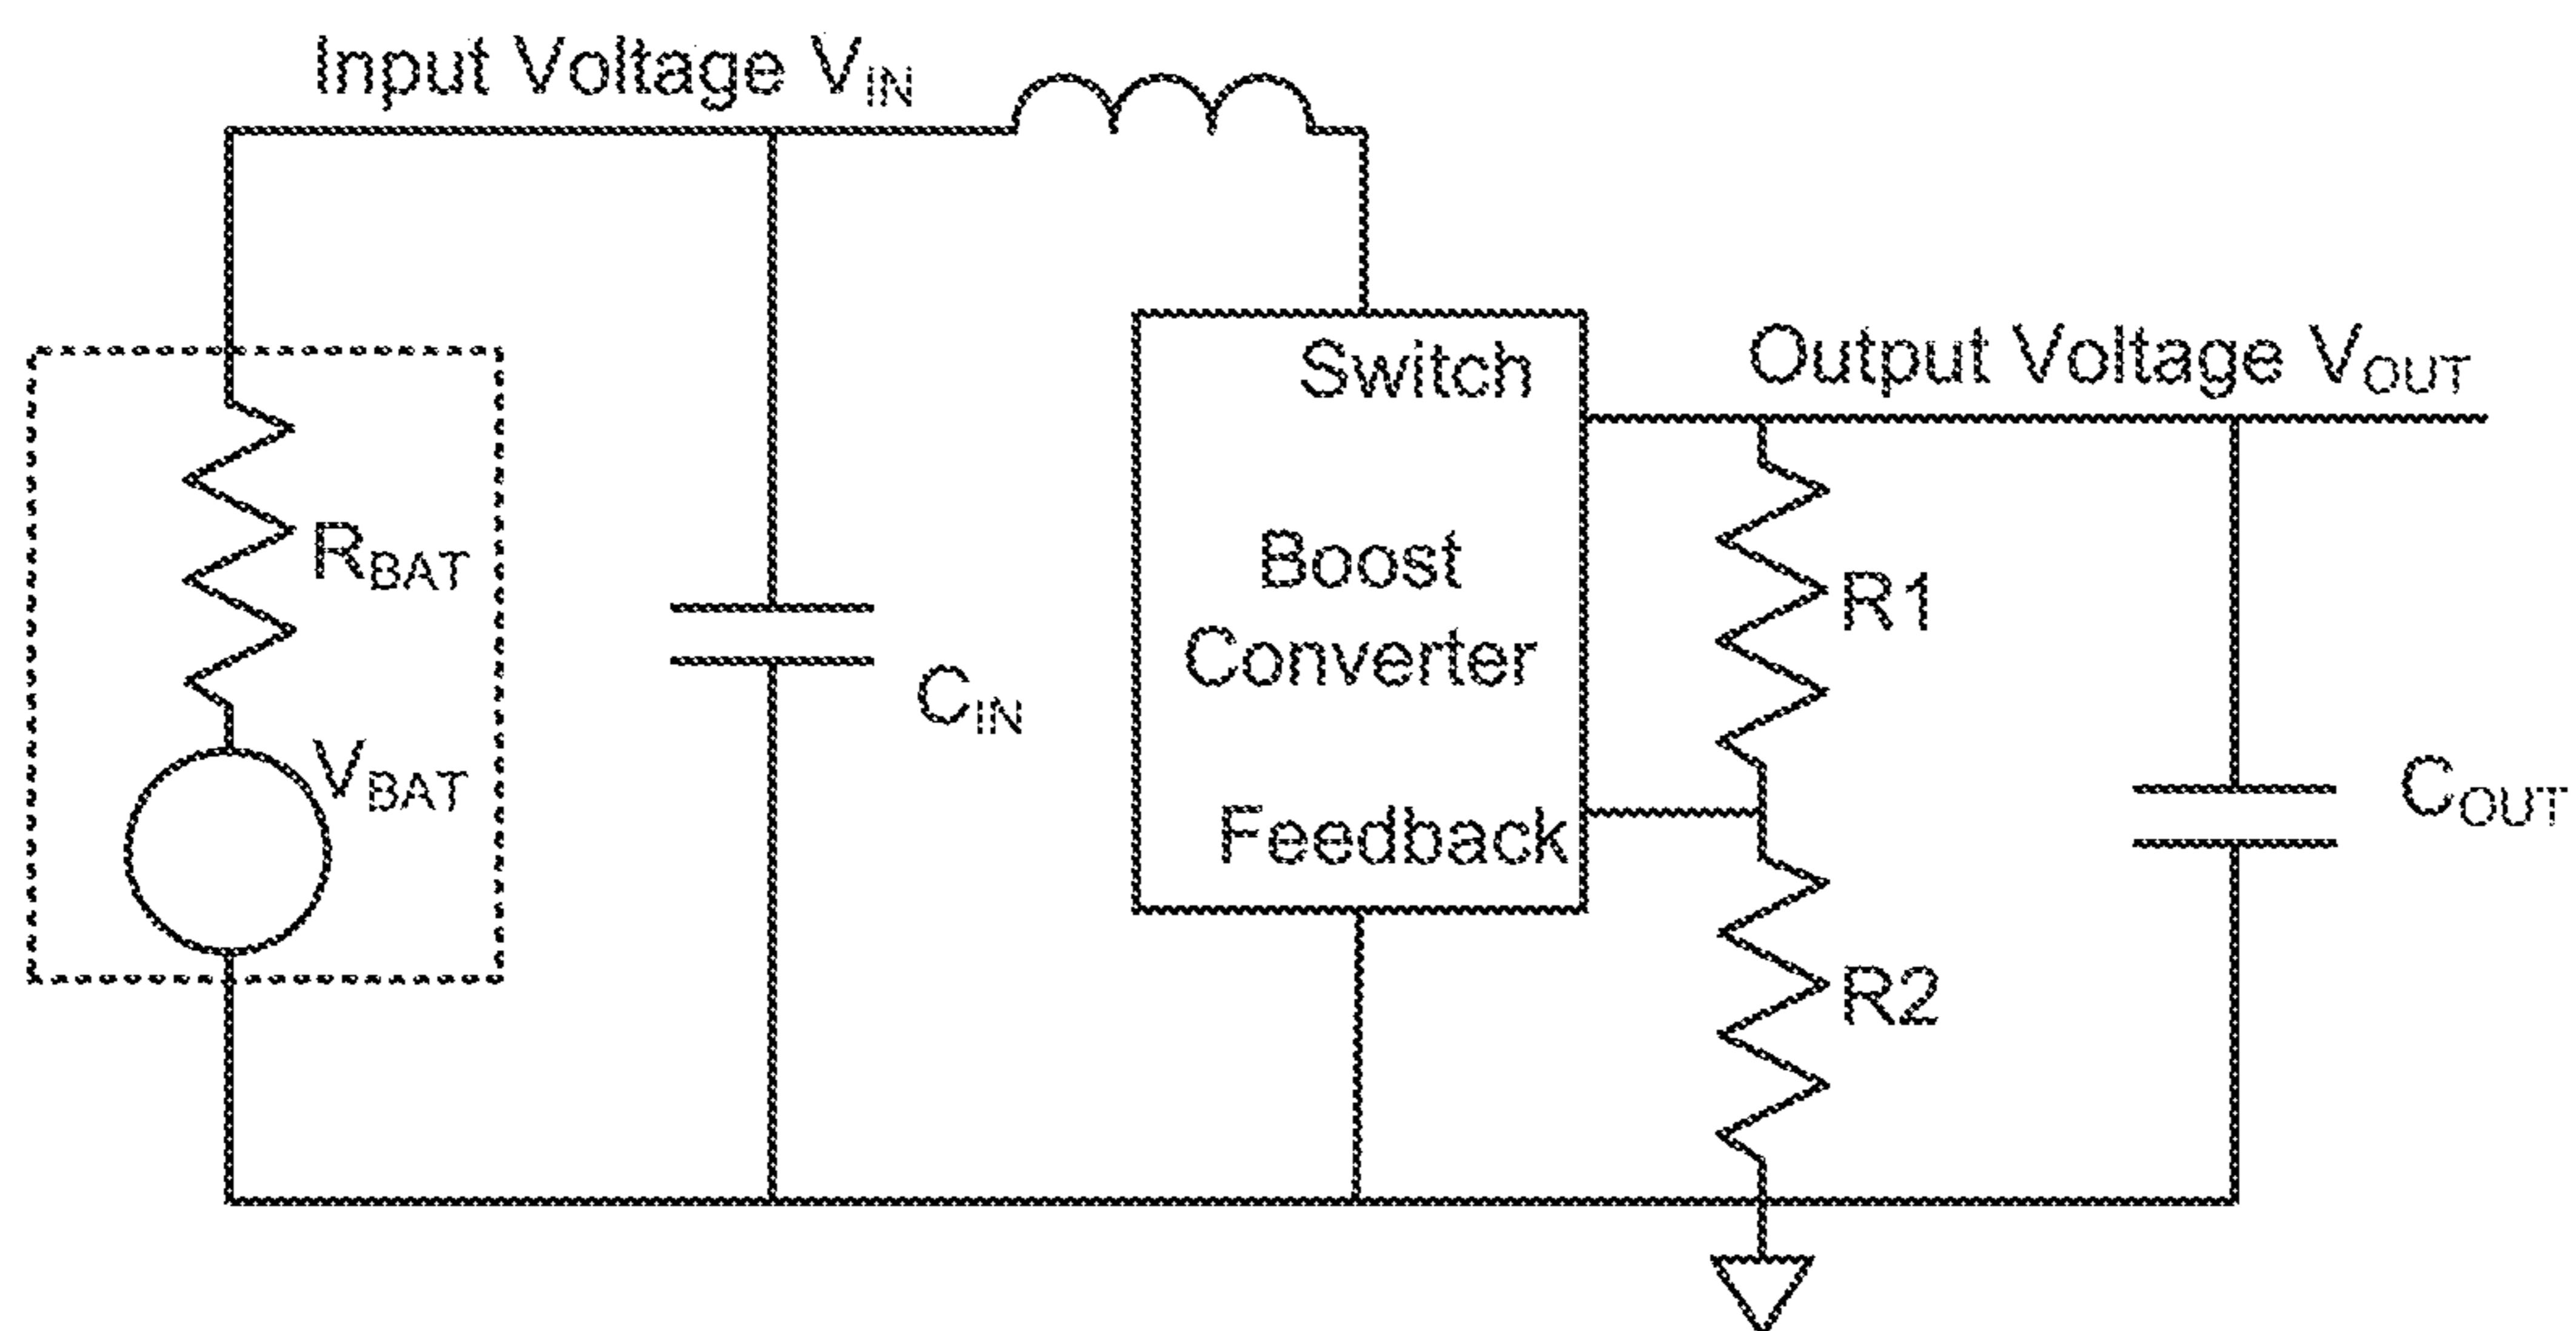 Input Voltage VIN
Switch
Output Voltage VOUT
RBAT
Boost
Converter
R1
CIN
VBAT
Feedback
COUT
R2